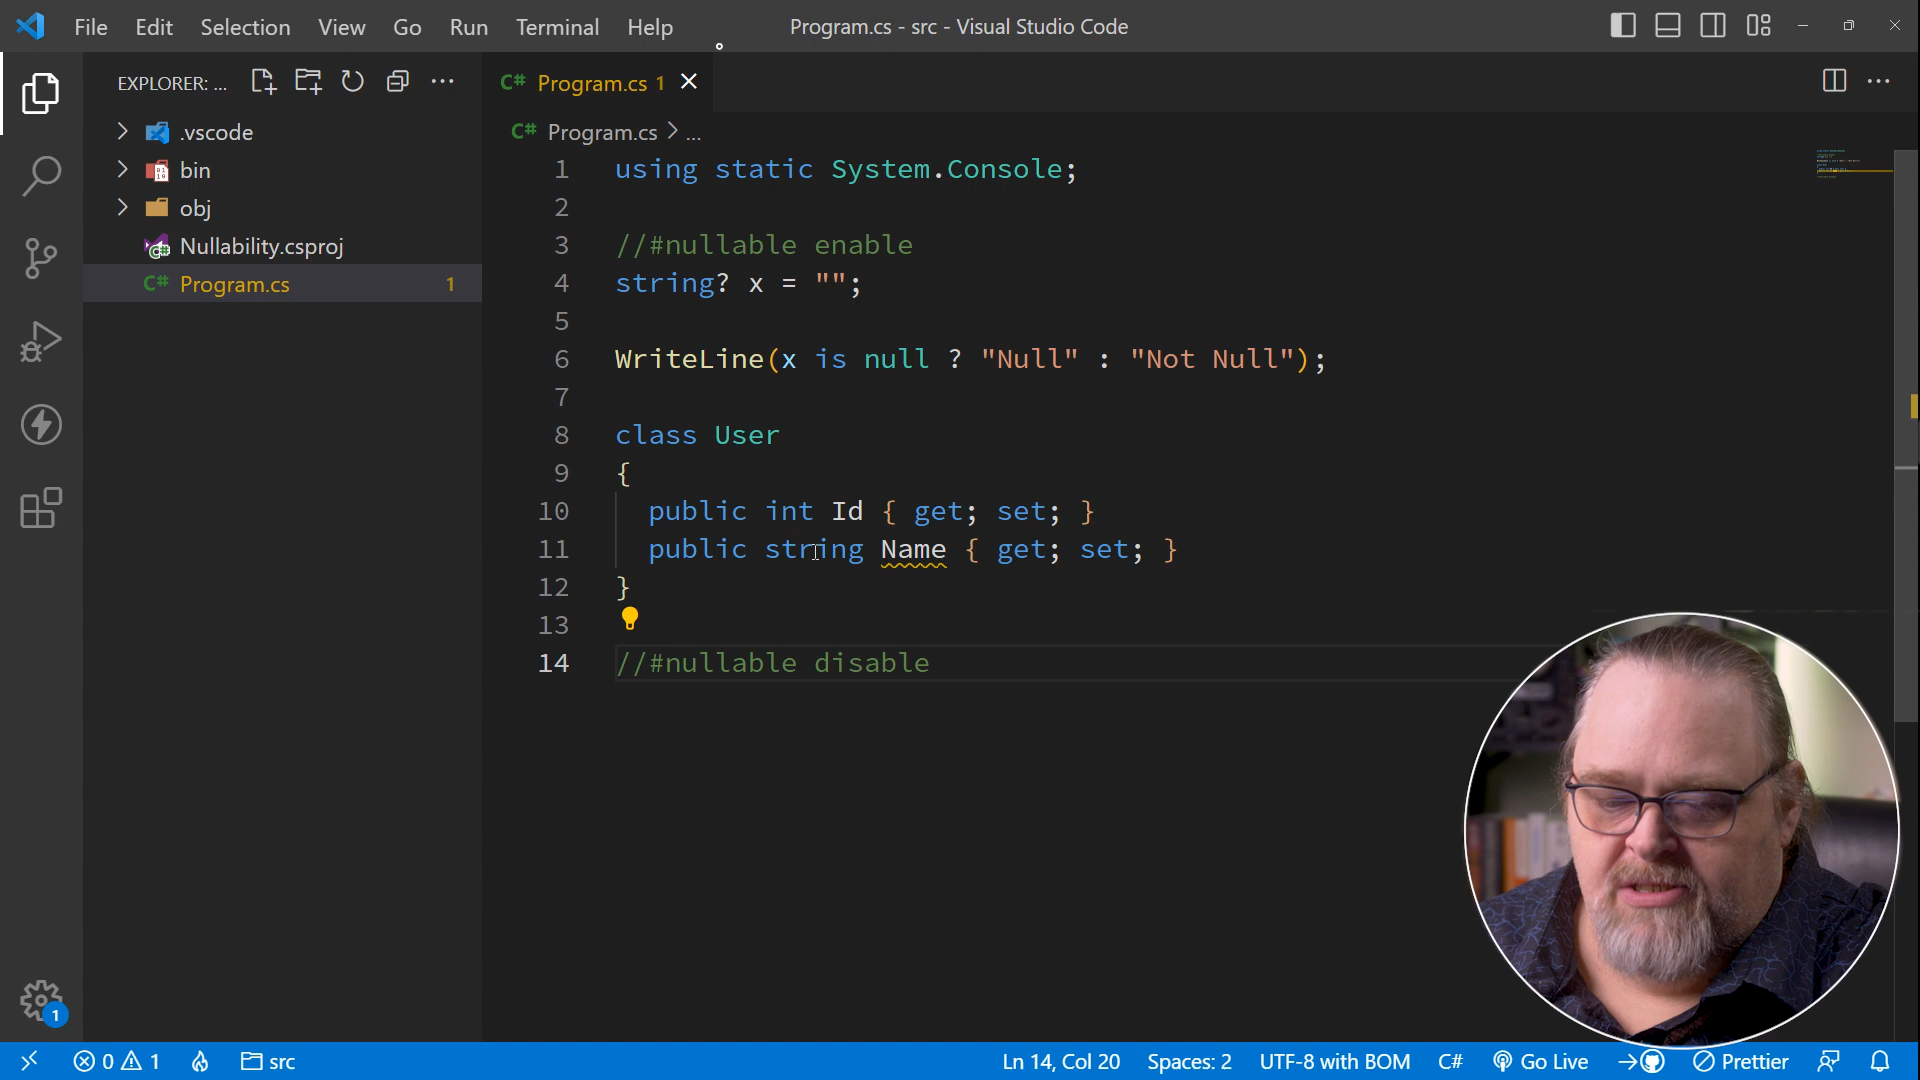 File Edit Selection View Go Run Terminal Help
Program.cs - src - Visual Studio Code
EXPLORER: ...
.vscode
bin
obj
Nullability.csproj
C# Program.cs 1
C# Program.cs 1
C# Program.cs > ...
1 using static System.Console;
2
3 //#nullable enable
4 string? x = "";
5
6 WriteLine(x is null ? "Null" : "Not Null");
7
8 class User
9 {
10 public int Id { get; set; }
11 public string Name { get; set; }
12 }
13
14 //#nullable disable
1
0 1 src
Ln 14, Col 20 Spaces: 2 UTF-8 with BOM C# Go Live Prettier